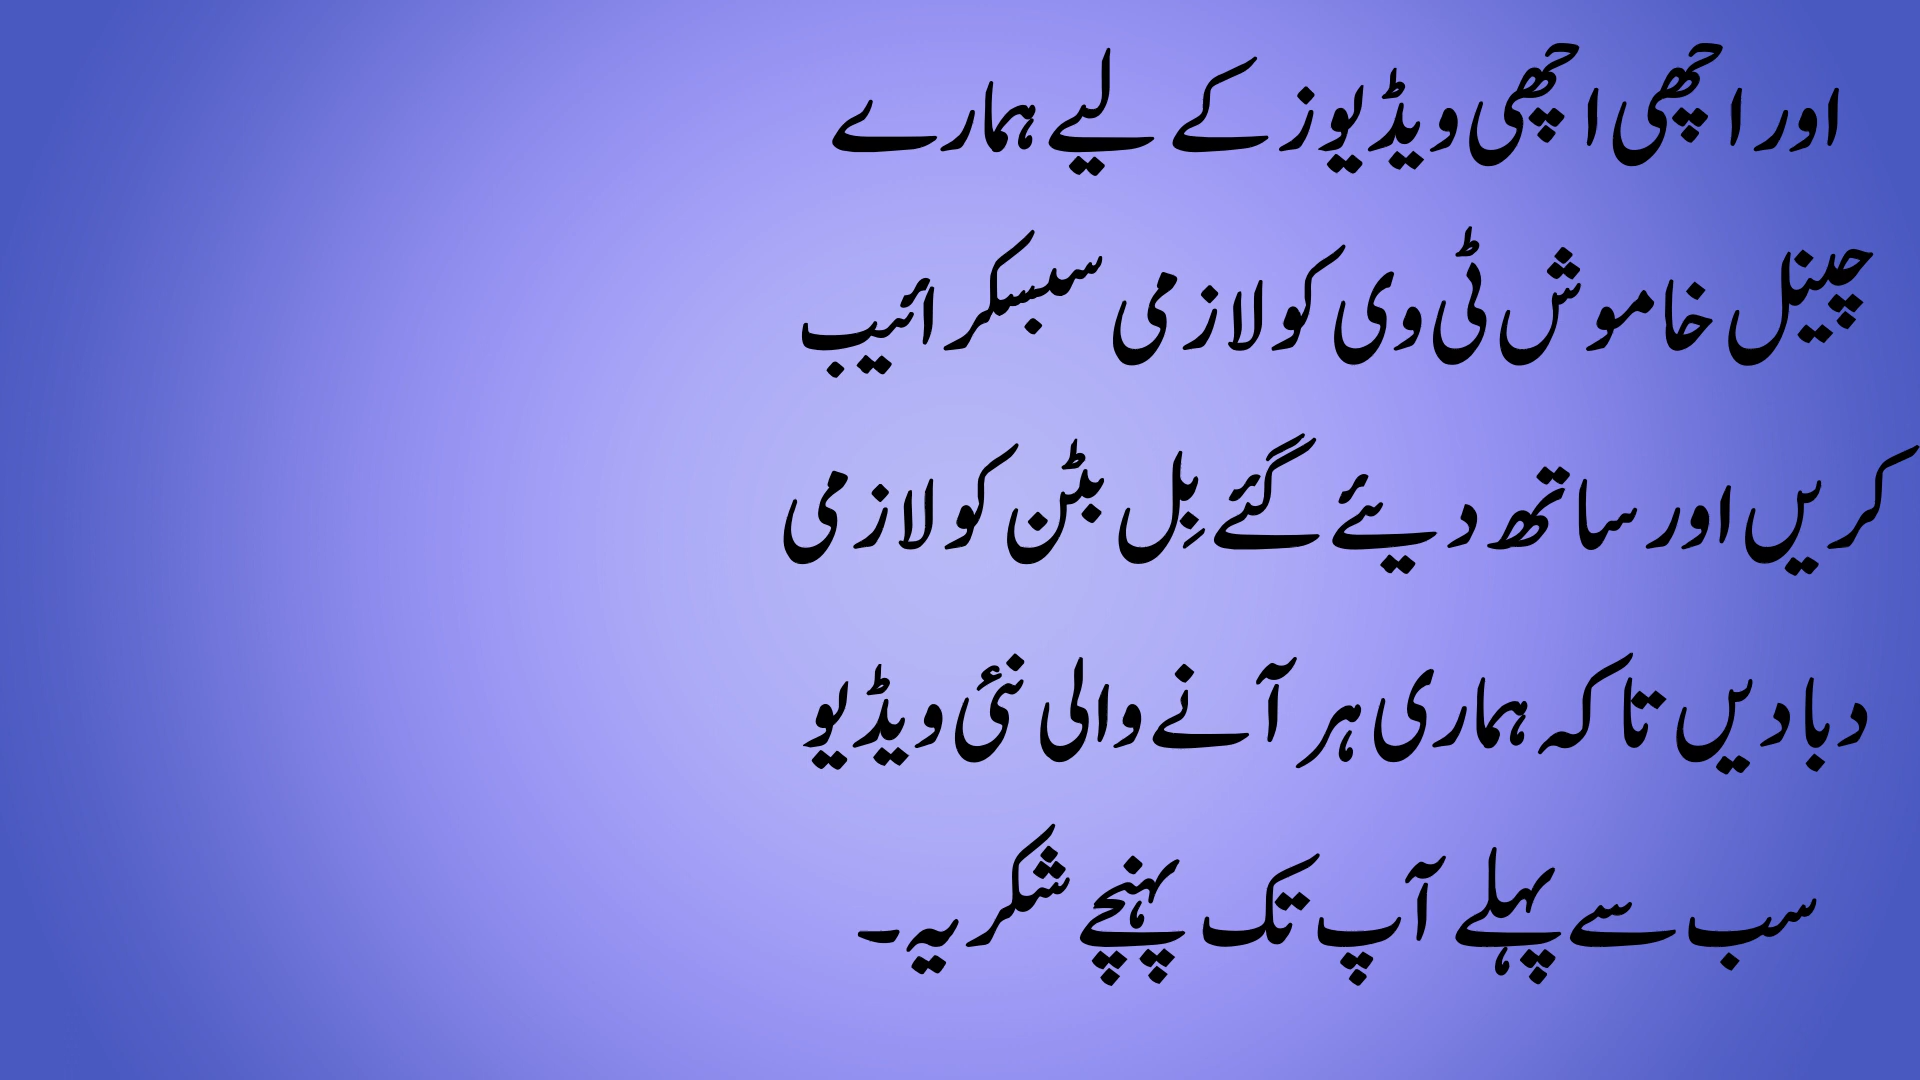 اور اچھی اچھی ویڈیوز کے لیے ہمارے
چینل خاموش ٹی وی کو لازمی سبسکرائیب
کریں اور ساتھ دیئے گئے بِل بٹن کو لازمی
دبا دیں تاکہ ہماری ہر آنے والی نئی ویڈیو
سب سے پہلے آپ تک پہنچے شکریہ۔